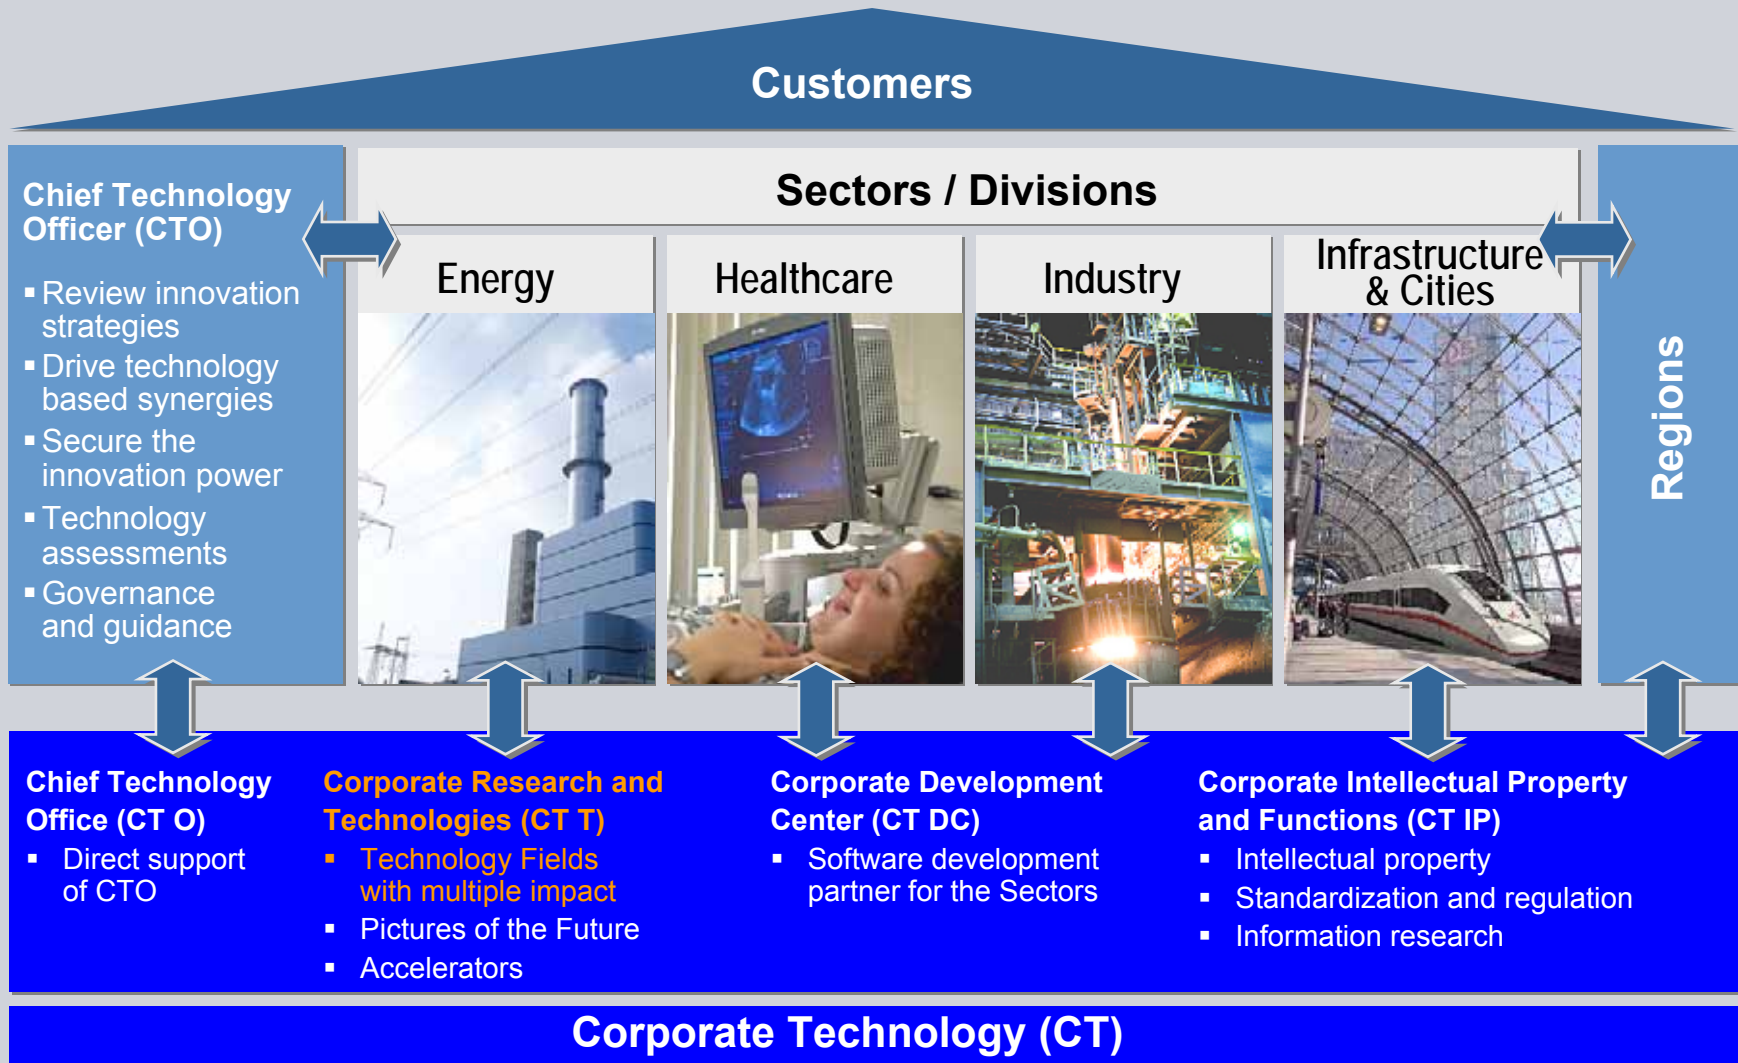 Customers
Chief Technology
Officer (CTO)
▪ Review innovation
strategies
▪ Drive technology
based synergies
▪ Secure the
innovation power
▪ Technology
assessments
▪ Governance
and guidance
Sectors / Divisions
Energy
Healthcare
Industry
Infrastructure
& Cities
Regions
Chief Technology
Office (CT O)
▪ Direct support
of CTO
Corporate Research and
Technologies (CT T)
▪ Technology Fields
with multiple impact
▪ Pictures of the Future
▪ Accelerators
Corporate Development
Center (CT DC)
▪ Software development
partner for the Sectors
Corporate Intellectual Property
and Functions (CT IP)
▪ Intellectual property
▪ Standardization and regulation
▪ Information research
Corporate Technology (CT)